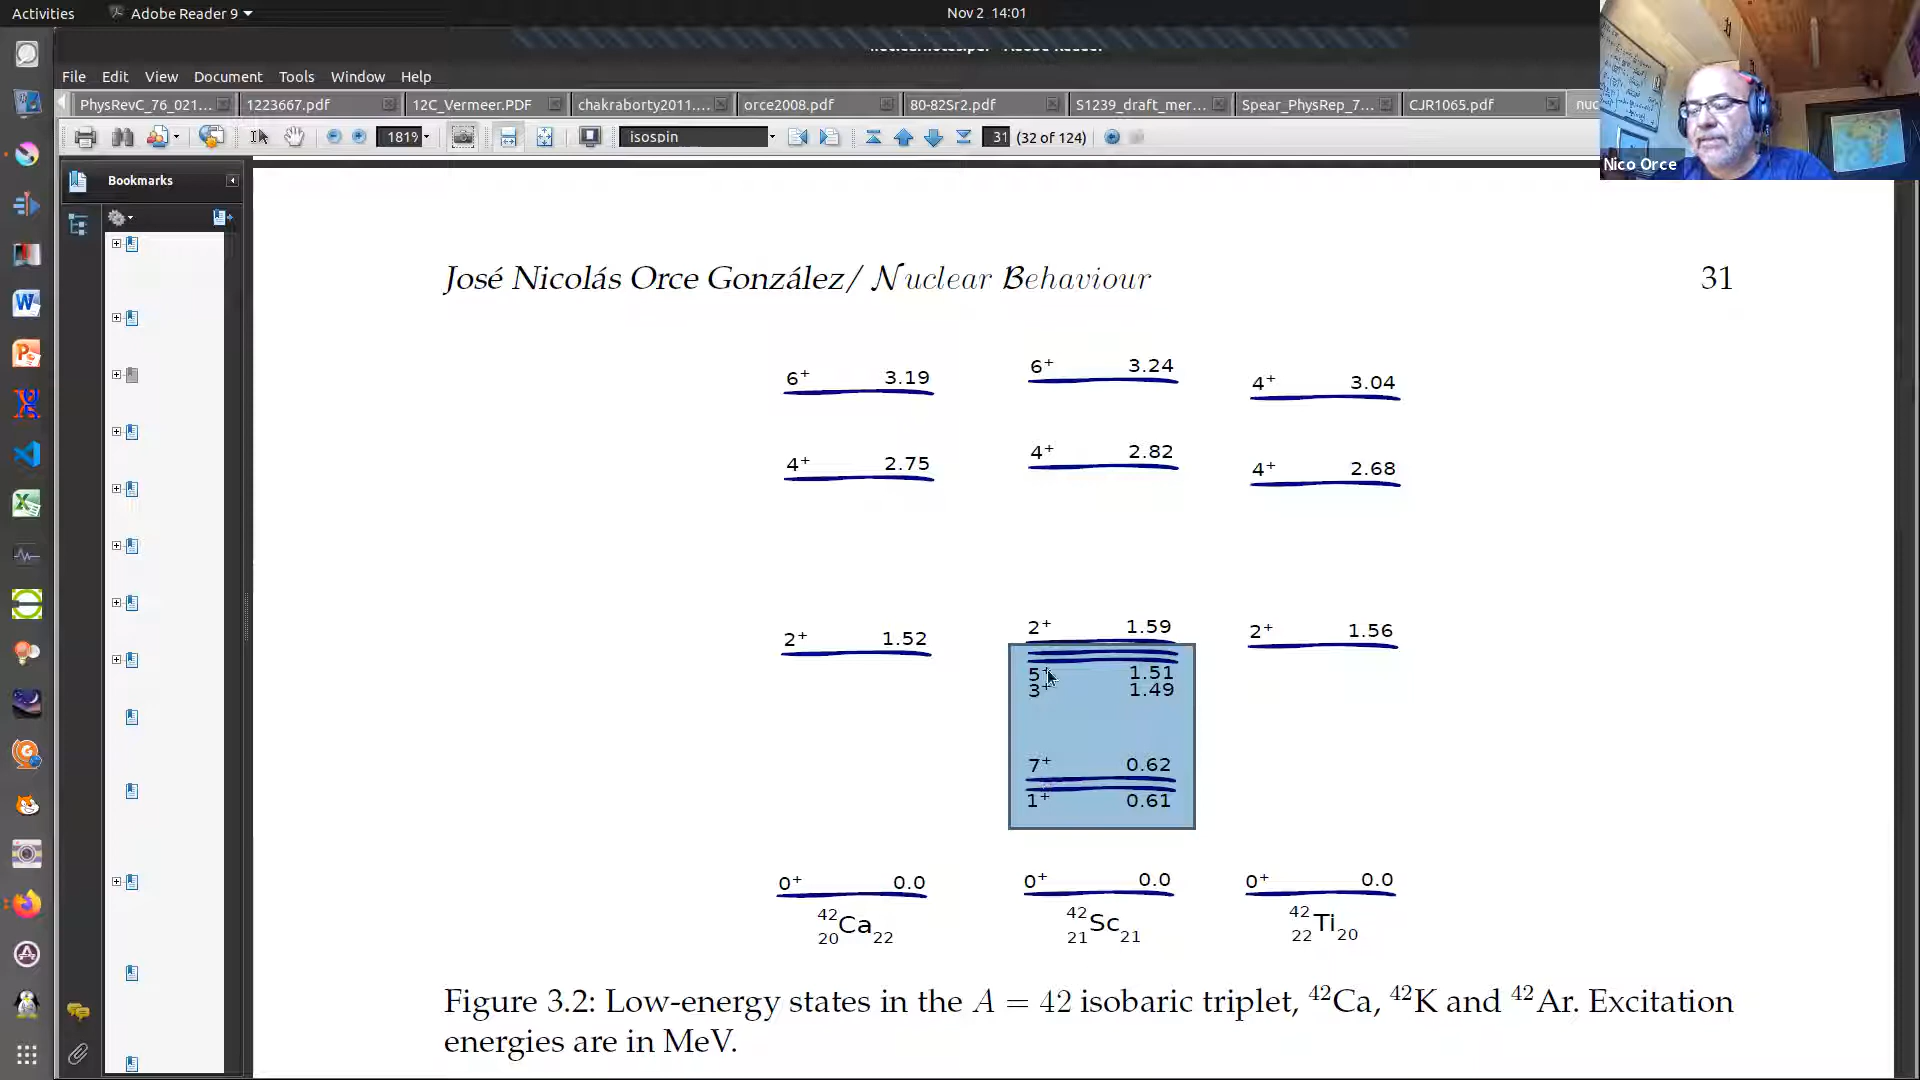 Activities Adobe Reader 9 Nov 2 14:01
File Edit View Document Tools Window Help
PhysRevC_76_021... 1223667.pdf 12C_Vermeer.PDF chakraborty2011.... orce2008.pdf 80-82Sr2.pdf S1239_draft_mer... Spear_PhysRep_7... CJR1065.pdf nuc
1819 isospin 31 (32 of 124)
Nico Orce
Bookmarks
José Nicolás Orce González/ Nuclear Behaviour 31
6⁺ 3.19 6⁺ 3.24 4⁺ 3.04
4⁺ 2.75 4⁺ 2.82 4⁺ 2.68
2⁺ 1.52 2⁺ 1.59 2⁺ 1.56
5⁺ 1.51
3⁺ 1.49
7⁺ 0.62
1⁺ 0.61
0⁺ 0.0 0⁺ 0.0 0⁺ 0.0
⁴²₂₀Ca₂₂ ⁴²₂₁Sc₂₁ ⁴²₂₂Ti₂₀
Figure 3.2: Low-energy states in the A = 42 isobaric triplet, ⁴²Ca, ⁴²K and ⁴²Ar. Excitation
energies are in MeV.